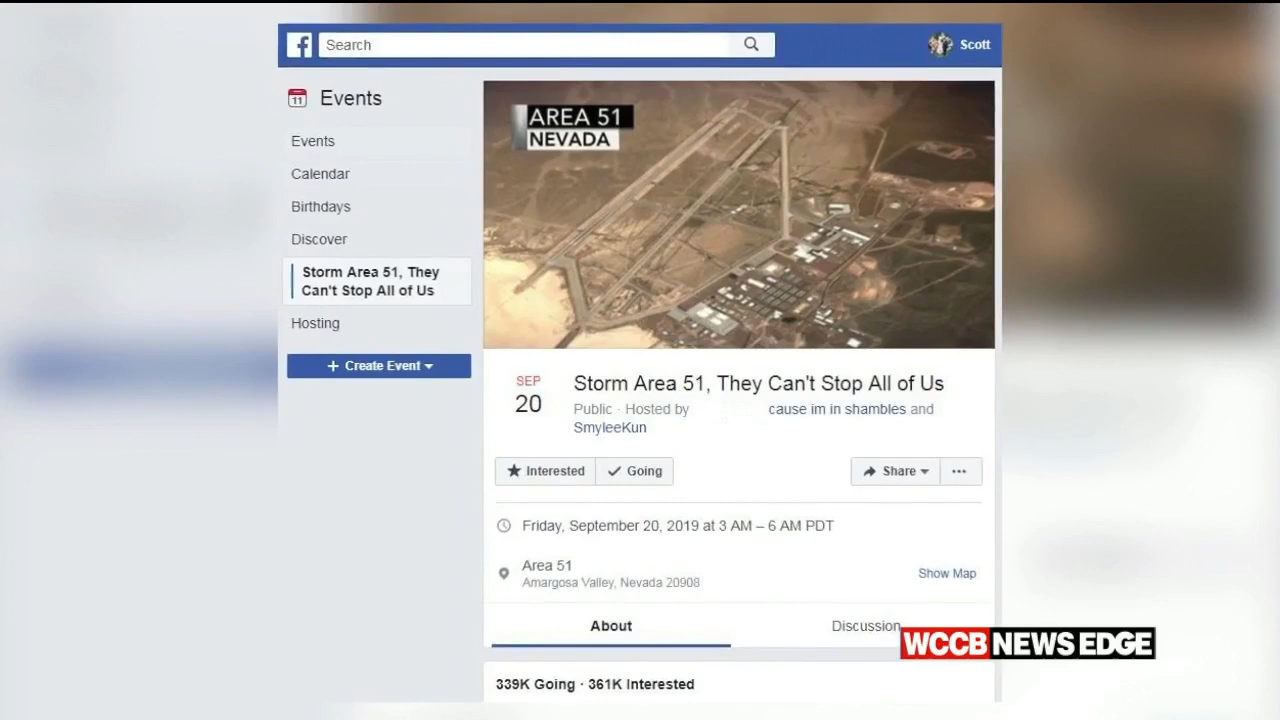 Search
Scott
11
Events
Events
Calendar
Birthdays
Discover
Storm Area 51, They
Can't Stop All of Us
Hosting
+ Create Event
AREA 51
NEVADA
SEP
20
Storm Area 51, They Can't Stop All of Us
Public · Hosted by cause im in shambles and
SmyleeKun
Interested
Going
Share
Friday, September 20, 2019 at 3 AM – 6 AM PDT
Area 51
Amargosa Valley, Nevada 20908
Show Map
About
Discussion
WCCB NEWS EDGE
339K Going · 361K Interested